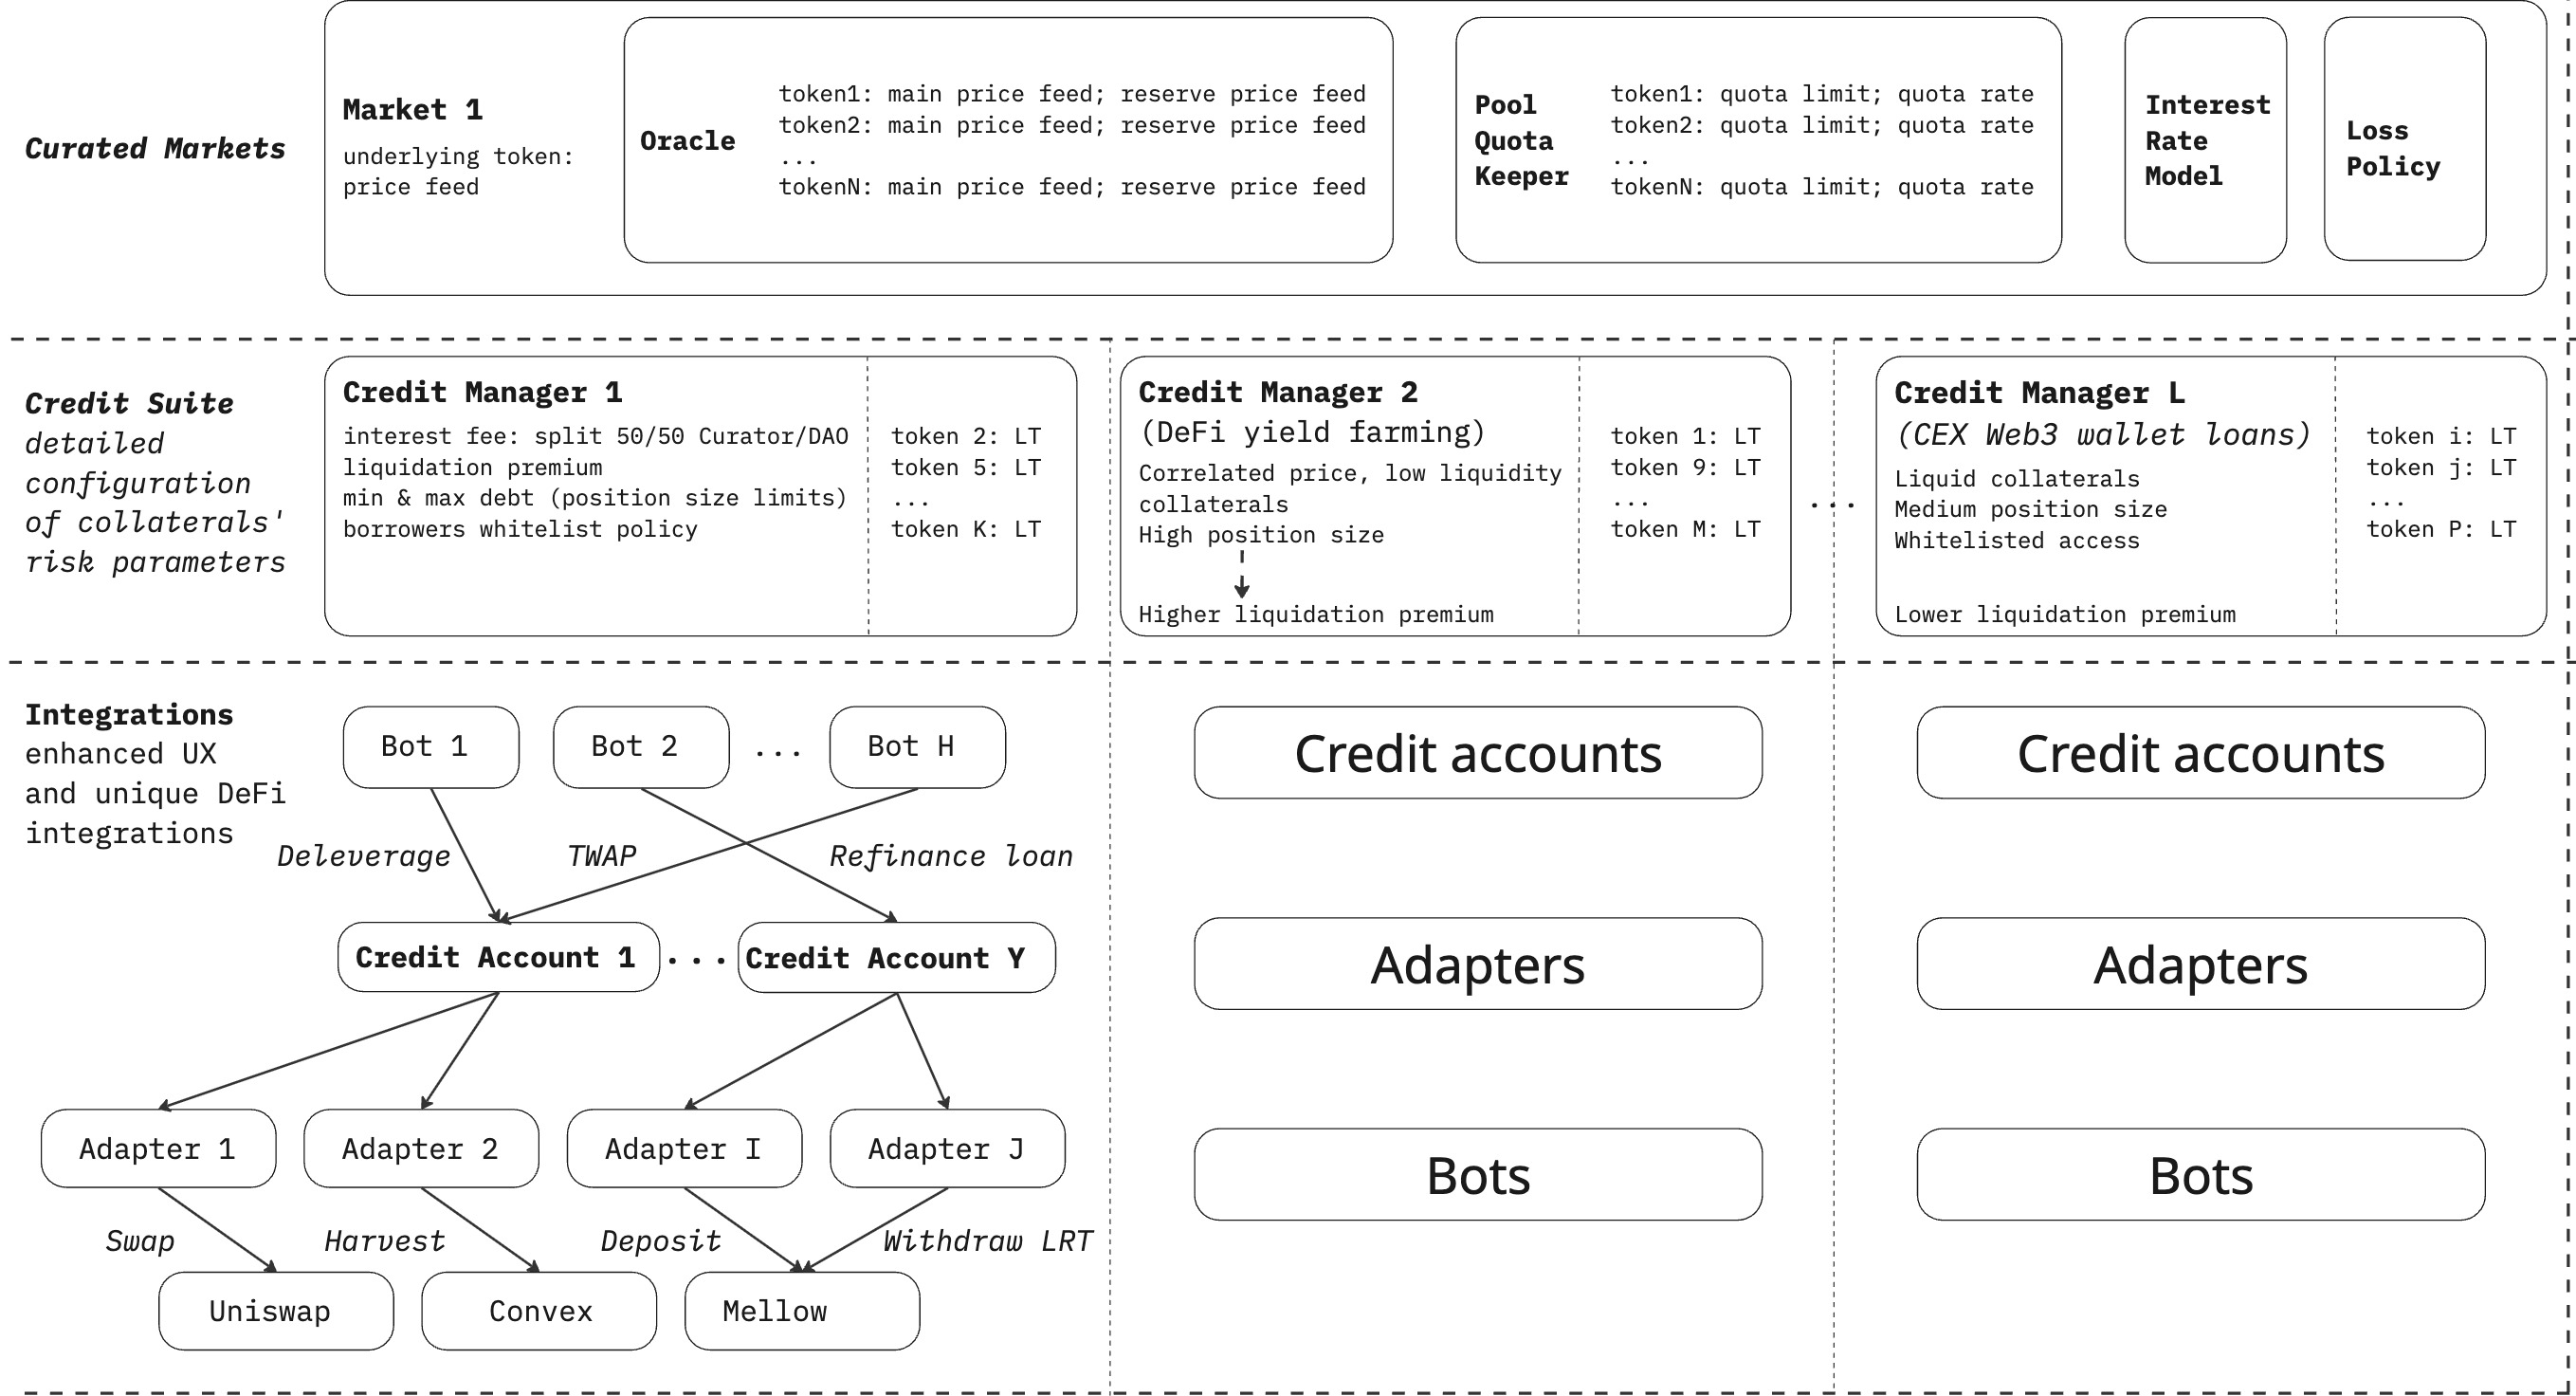 Curated Markets
Market 1
underlying token:
price feed
Oracle
token1: main price feed; reserve price feed
token2: main price feed; reserve price feed
...
tokenN: main price feed; reserve price feed
Pool
Quota
Keeper
token1: quota limit; quota rate
token2: quota limit; quota rate
...
tokenN: quota limit; quota rate
Interest
Rate
Model
Loss
Policy
Credit Suite
detailed
configuration
of collaterals'
risk parameters
Credit Manager 1
interest fee: split 50/50 Curator/DAO
liquidation premium
min & max debt (position size limits)
borrowers whitelist policy
token 2: LT
token 5: LT
...
token K: LT
Credit Manager 2
(DeFi yield farming)
Correlated price, low liquidity
collaterals
High position size
Higher liquidation premium
token 1: LT
token 9: LT
...
token M: LT
...
Credit Manager L
(CEX Web3 wallet loans)
Liquid collaterals
Medium position size
Whitelisted access
Lower liquidation premium
token i: LT
token j: LT
...
token P: LT
Integrations
enhanced UX
and unique DeFi
integrations
Bot 1
Bot 2
...
Bot H
Deleverage
TWAP
Refinance loan
Credit Account 1
...
Credit Account Y
Adapter 1
Adapter 2
Adapter I
Adapter J
Swap
Harvest
Deposit
Withdraw LRT
Uniswap
Convex
Mellow
Credit accounts
Adapters
Bots
Credit accounts
Adapters
Bots